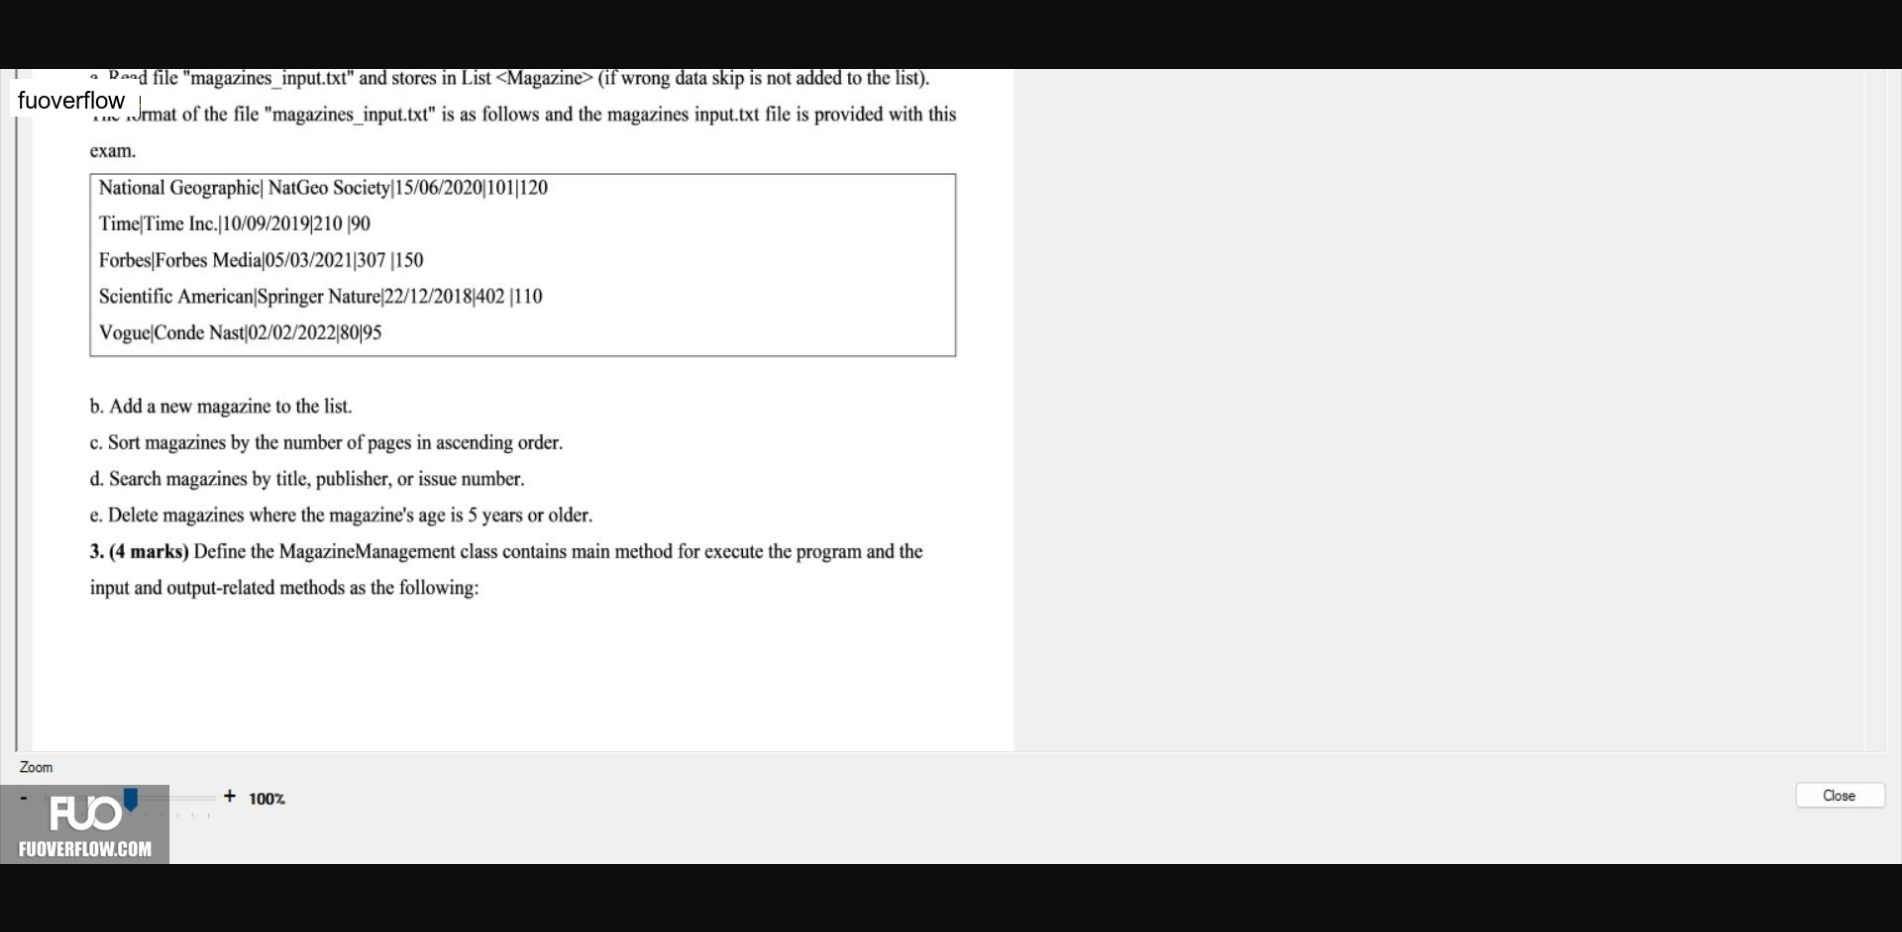 a. Read file "magazines_input.txt" and stores in List <Magazine> (if wrong data skip is not added to the list).
fuoverflow
format of the file "magazines_input.txt" is as follows and the magazines input.txt file is provided with this
exam.
National Geographic| NatGeo Society|15/06/2020|101|120
Time|Time Inc.|10/09/2019|210 |90
Forbes|Forbes Media|05/03/2021|307 |150
Scientific American|Springer Nature|22/12/2018|402 |110
Vogue|Conde Nast|02/02/2022|80|95
b. Add a new magazine to the list.
c. Sort magazines by the number of pages in ascending order.
d. Search magazines by title, publisher, or issue number.
e. Delete magazines where the magazine's age is 5 years or older.
3. (4 marks) Define the MagazineManagement class contains main method for execute the program and the
input and output-related methods as the following:
Zoom
- + 100%
Close
FUO
FUOVERFLOW.COM